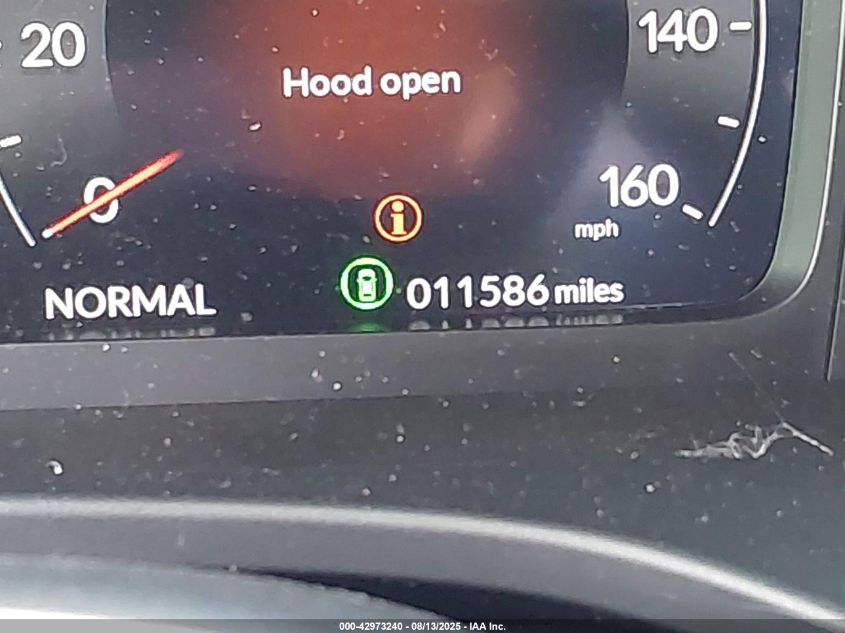 20
140
Hood open
0
160
mph
NORMAL
011586 miles
000-42973240 - 08/13/2025 - IAA Inc.